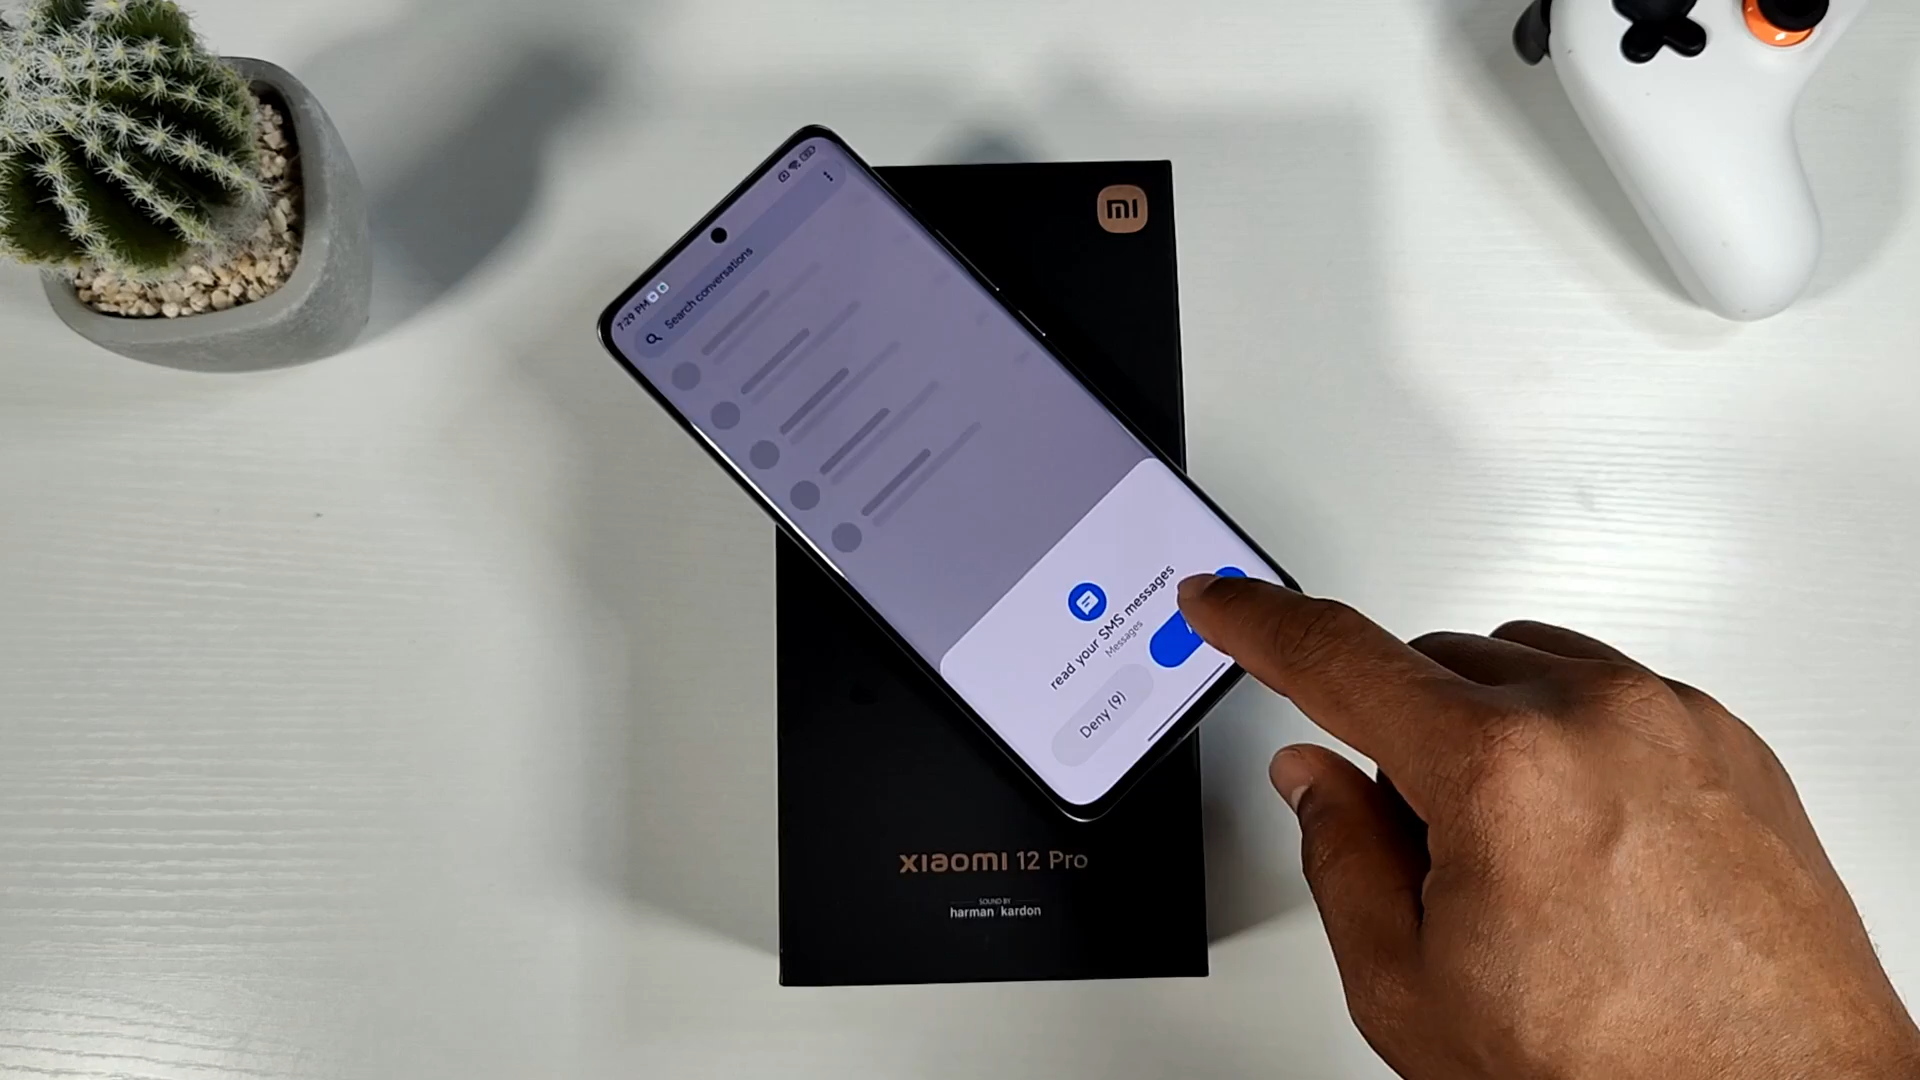 7:29 PM
Search conversations
read your SMS messages
Messages
Deny (9)
mi
xiaomi 12 Pro
SOUND BY
harman / kardon